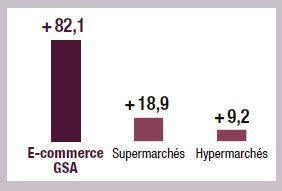 + 82,1
+ 18,9
+ 9,2
E-commerce
GSA
Supermarchés
Hypermarchés